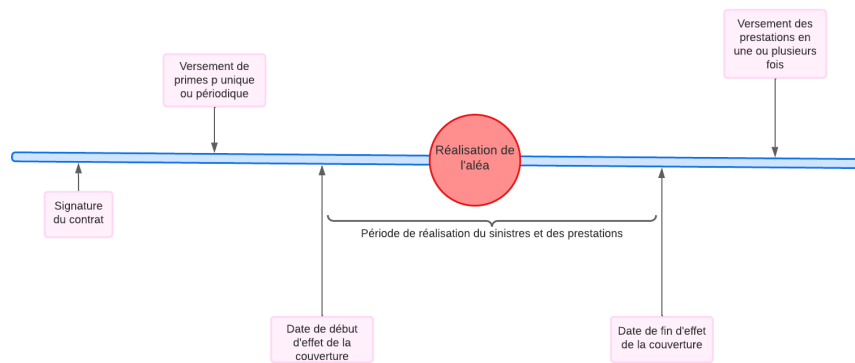 Versement des
prestations en
une ou plusieurs
fois
Versement de
primes p unique
ou périodique
Réalisation de
l'aléa
Signature
du contrat
Période de réalisation du sinistres et des prestations
Date de début
d'effet de la
couverture
Date de fin d'effet
de la couverture